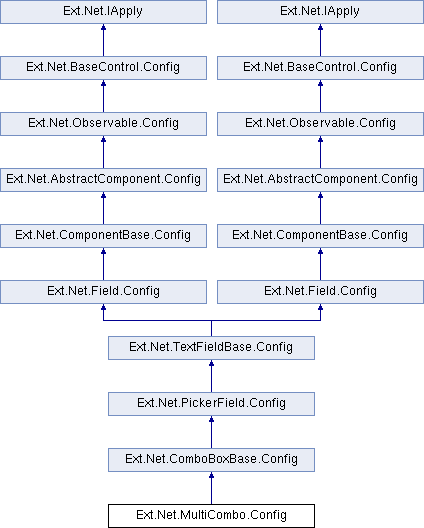 Ext.Net.IApply
Ext.Net.IApply
Ext.Net.BaseControl.Config
Ext.Net.BaseControl.Config
Ext.Net.Observable.Config
Ext.Net.Observable.Config
Ext.Net.AbstractComponent.Config
Ext.Net.AbstractComponent.Config
Ext.Net.ComponentBase.Config
Ext.Net.ComponentBase.Config
Ext.Net.Field.Config
Ext.Net.Field.Config
Ext.Net.TextFieldBase.Config
Ext.Net.PickerField.Config
Ext.Net.ComboBoxBase.Config
Ext.Net.MultiCombo.Config